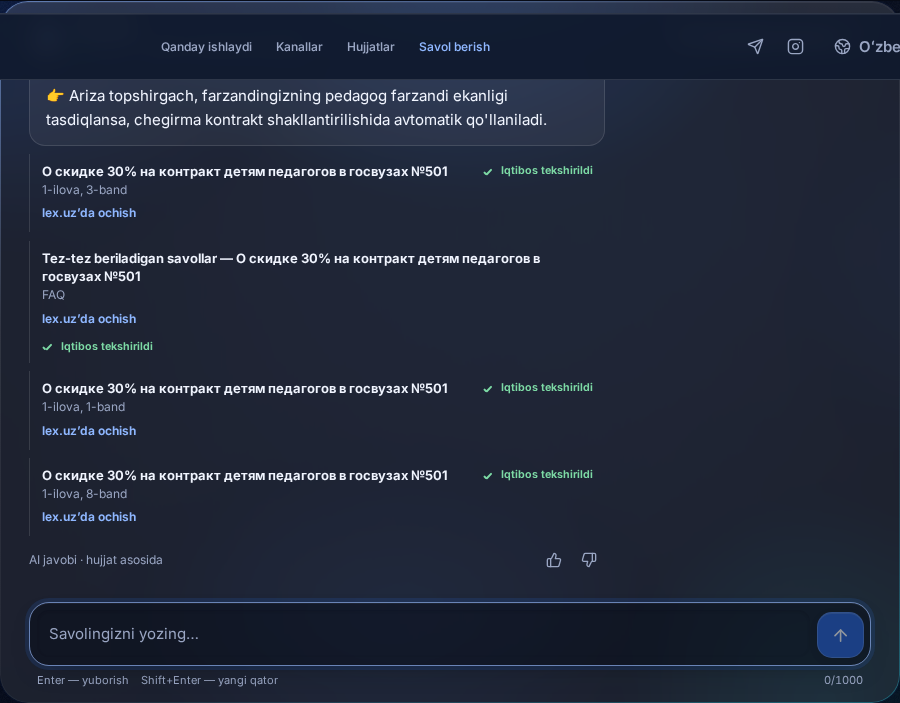 Qanday ishlaydi Kanallar Hujjatlar Savol berish O‘zbe
👉 Ariza topshirgach, farzandingizning pedagog farzandi ekanligi
tasdiqlansa, chegirma kontrakt shakllantirilishida avtomatik qo'llaniladi.
О скидке 30% на контракт детям педагогов в госвузах №501 Iqtibos tekshirildi
1-ilova, 3-band
lex.uz’da ochish
Tez-tez beriladigan savollar — О скидке 30% на контракт детям педагогов в
госвузах №501
FAQ
lex.uz’da ochish
Iqtibos tekshirildi
О скидке 30% на контракт детям педагогов в госвузах №501 Iqtibos tekshirildi
1-ilova, 1-band
lex.uz’da ochish
О скидке 30% на контракт детям педагогов в госвузах №501 Iqtibos tekshirildi
1-ilova, 8-band
lex.uz’da ochish
AI javobi · hujjat asosida
Savolingizni yozing...
Enter — yuborish Shift+Enter — yangi qator 0/1000